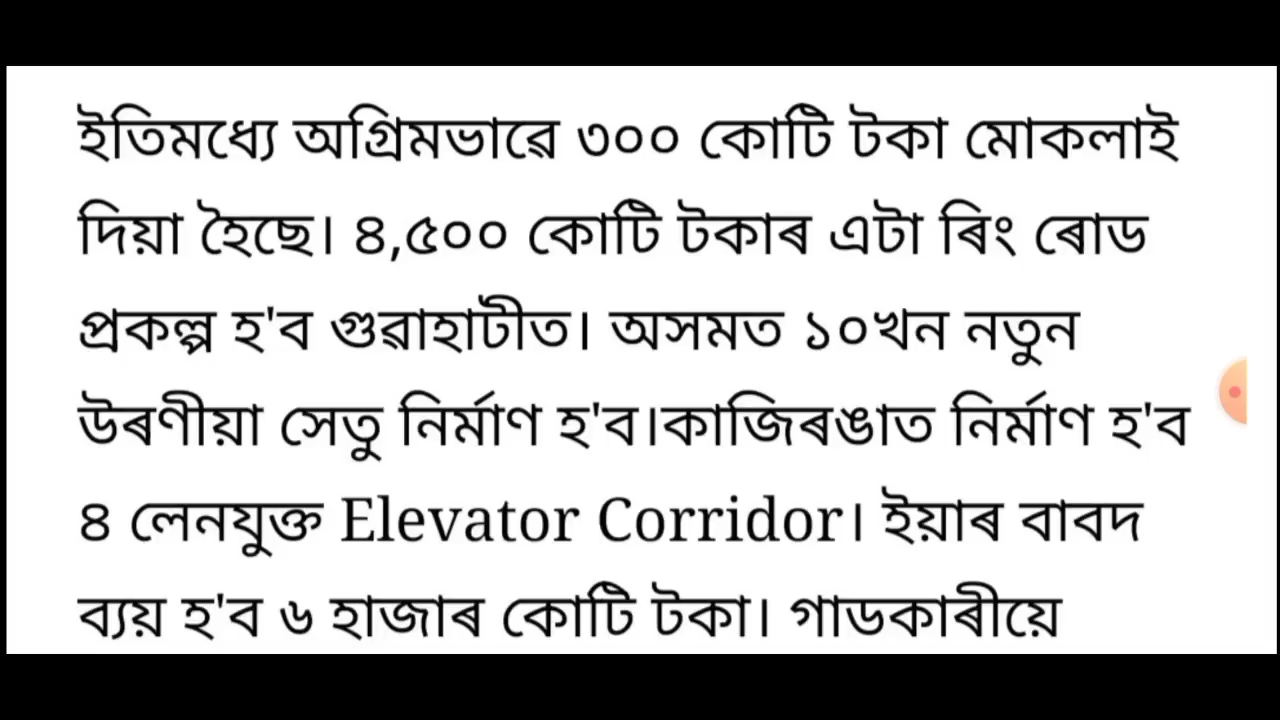 ইতিমধ্যে অগ্ৰিমভাৱে ৩০০ কোটি টকা মোকলাই
দিয়া হৈছে। ৪,৫০০ কোটি টকাৰ এটা ৰিং ৰোড
প্ৰকল্প হ'ব গুৱাহাটীত। অসমত ১০খন নতুন
উৰণীয়া সেতু নিৰ্মাণ হ'ব।কাজিৰঙাত নিৰ্মাণ হ'ব
৪ লেনযুক্ত Elevator Corridor। ইয়াৰ বাবদ
ব্যয় হ'ব ৬ হাজাৰ কোটি টকা। গাডকাৰীয়ে